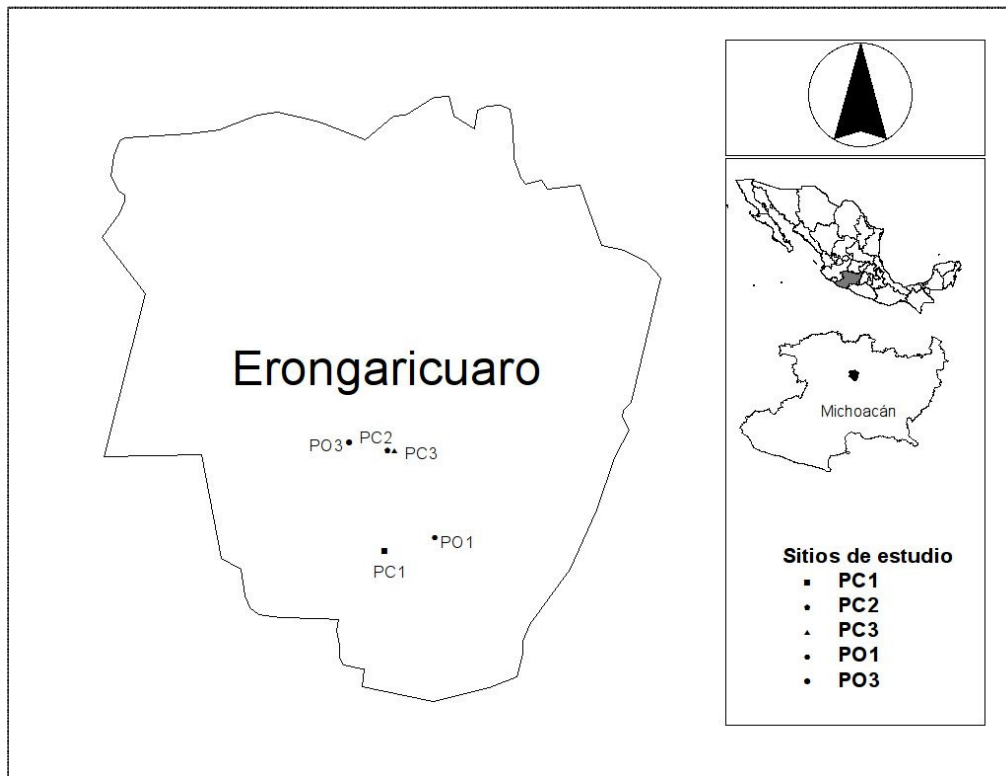 Erongaricuaro
PO3
PC2
PC3
PO1
PC1
Michoacán
Sitios de estudio
PC1
PC2
PC3
PO1
PO3